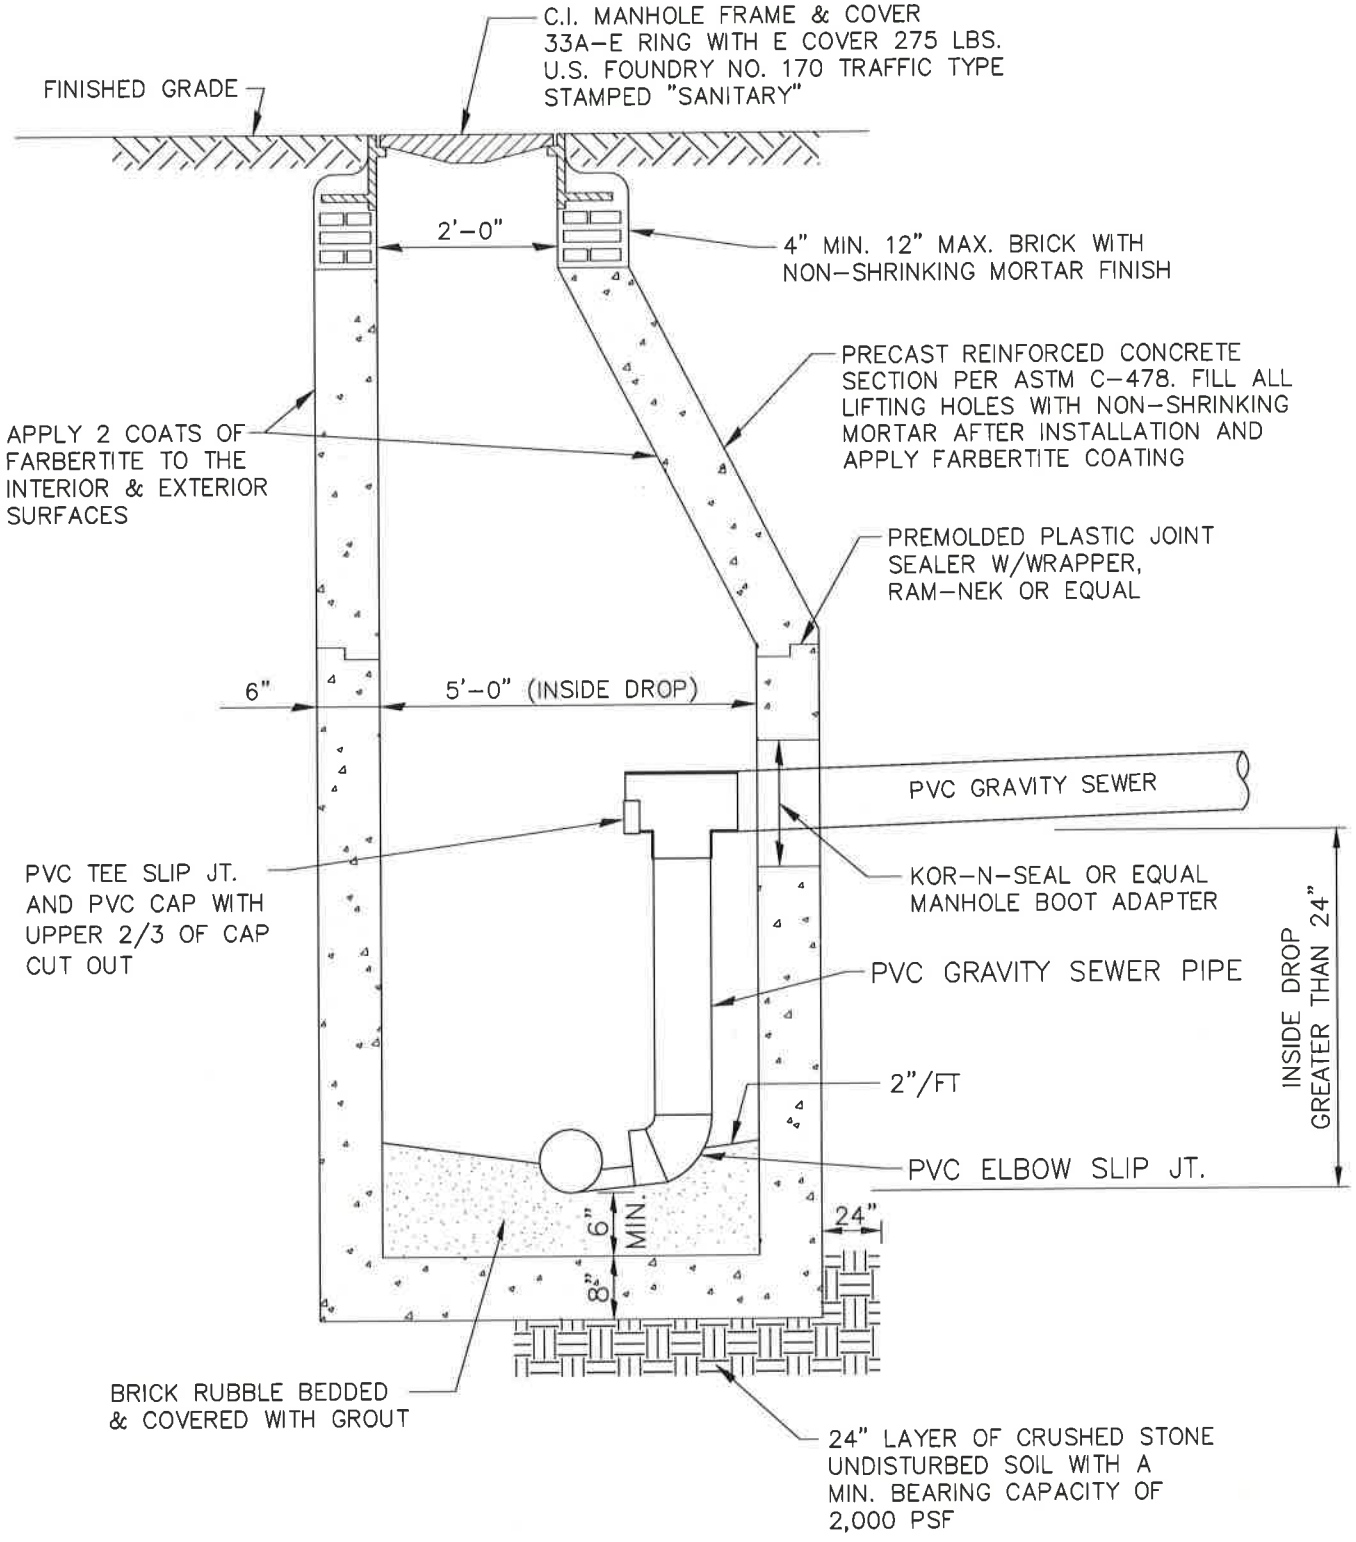 C.I. MANHOLE FRAME & COVER
33A-E RING WITH E COVER 275 LBS.
U.S. FOUNDRY NO. 170 TRAFFIC TYPE
STAMPED "SANITARY"
FINISHED GRADE
2'-0"
4" MIN. 12" MAX. BRICK WITH
NON-SHRINKING MORTAR FINISH
PRECAST REINFORCED CONCRETE
SECTION PER ASTM C-478. FILL ALL
LIFTING HOLES WITH NON-SHRINKING
MORTAR AFTER INSTALLATION AND
APPLY FARBERTITE COATING
APPLY 2 COATS OF
FARBERTITE TO THE
INTERIOR & EXTERIOR
SURFACES
PREMOLDED PLASTIC JOINT
SEALER W/WRAPPER,
RAM-NEK OR EQUAL
6"
5'-0" (INSIDE DROP)
PVC GRAVITY SEWER
PVC TEE SLIP JT.
AND PVC CAP WITH
UPPER 2/3 OF CAP
CUT OUT
KOR-N-SEAL OR EQUAL
MANHOLE BOOT ADAPTER
PVC GRAVITY SEWER PIPE
INSIDE DROP
GREATER THAN 24"
2"/FT
PVC ELBOW SLIP JT.
6"
MIN.
24"
8"
BRICK RUBBLE BEDDED
& COVERED WITH GROUT
24" LAYER OF CRUSHED STONE
UNDISTURBED SOIL WITH A
MIN. BEARING CAPACITY OF
2,000 PSF